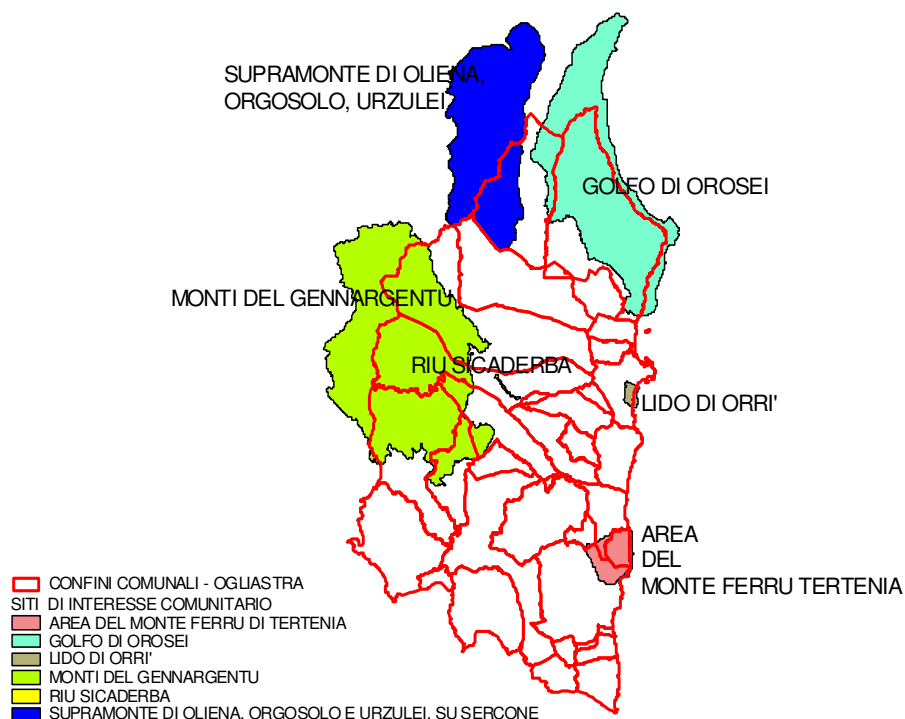 SUPRAMONTE DI OLIENA,
ORGOSOLO, URZULEI
GOLFO DI OROSEI
MONTI DEL GENNARGENTU
RIU SICADERBA
LIDO DI ORRI'
AREA
DEL
MONTE FERRU TERTENIA
CONFINI COMUNALI - OGLIASTRA
SITI DI INTERESSE COMUNITARIO
AREA DEL MONTE FERRU DI TERTENIA
GOLFO DI OROSEI
LIDO DI ORRI'
MONTI DEL GENNARGENTU
RIU SICADERBA
SUPRAMONTE DI OLIENA, ORGOSOLO E URZULEI, SU SERCONE